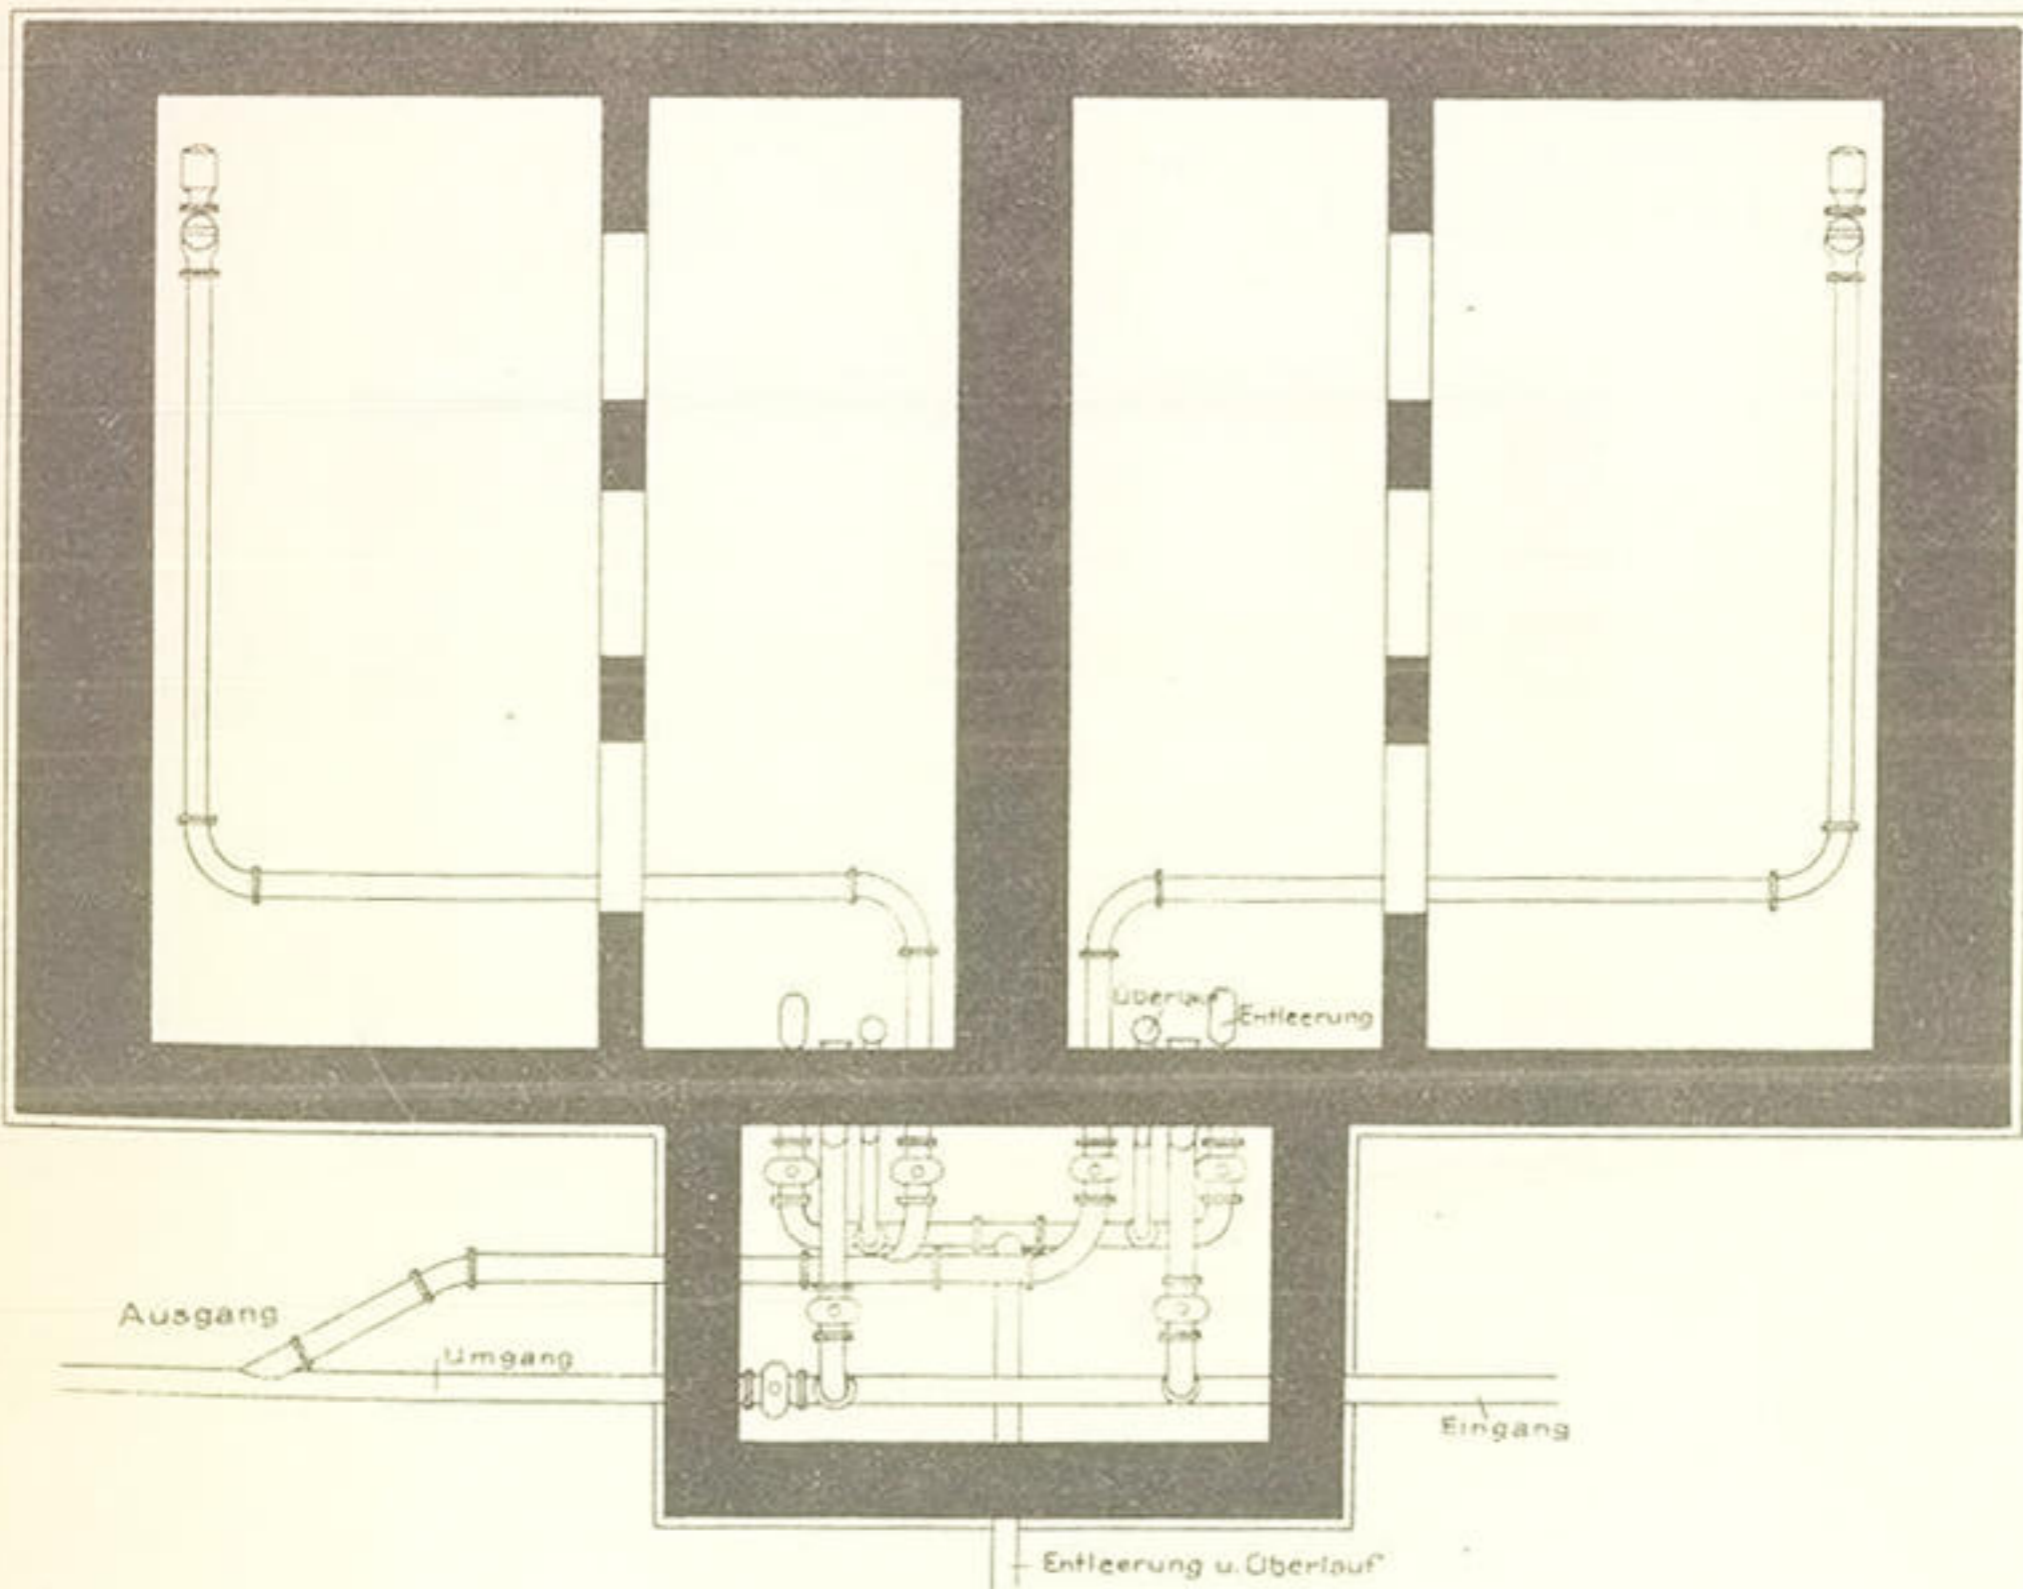 Überlauf
Entleerung
Ausgang
Umgang
Eingang
Entleerung u. Überlauf